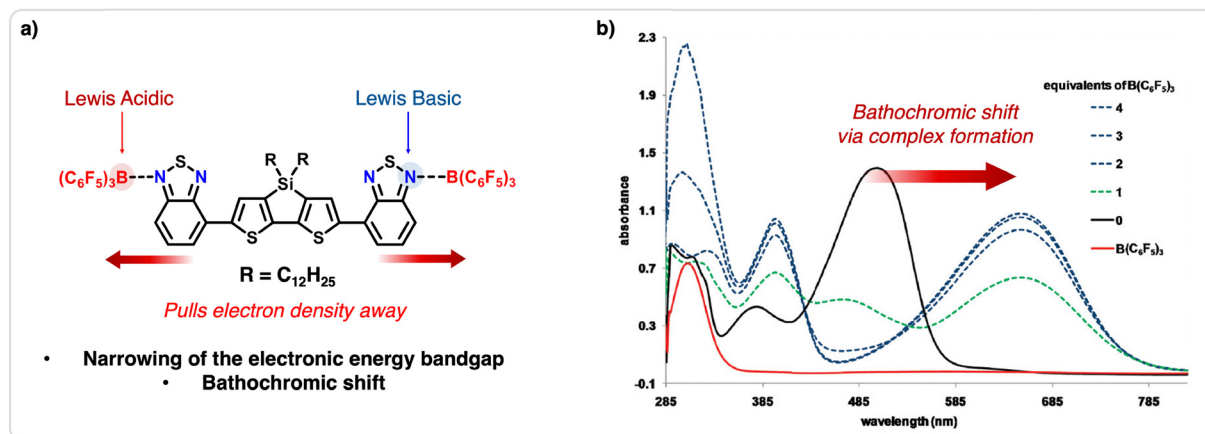 a)
Lewis Acidic
Lewis Basic
R R
S Si S
(C₆F₅)₃B N N N N B(C₆F₅)₃
S S
R = C₁₂H₂₅
Pulls electron density away
• Narrowing of the electronic energy bandgap
• Bathochromic shift
b)
2.3
1.9
1.5
1.1
0.7
0.3
-0.1
absorbance
Bathochromic shift
via complex formation
equivalents of B(C₆F₅)₃
4
3
2
1
0
B(C₆F₅)₃
285 385 485 585 685 785
wavelength (nm)